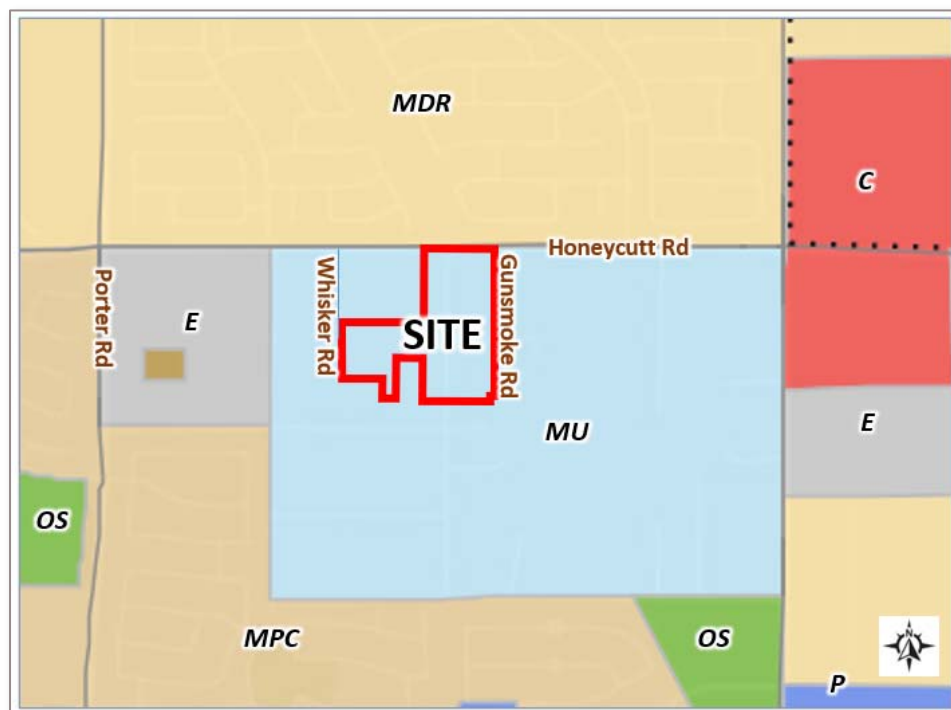 MDR
C
Honeycutt Rd
Porter Rd
E
Whisker Rd
SITE
Gunsmoke Rd
MU
E
OS
MPC
OS
N
P